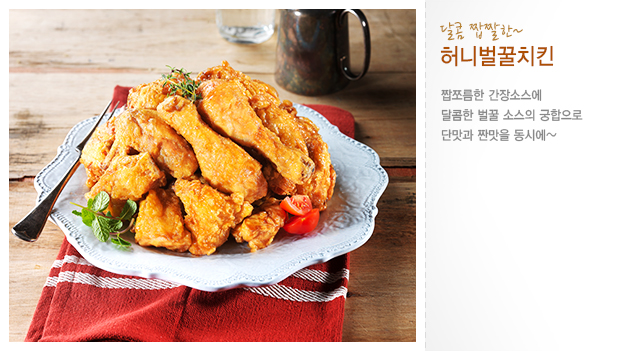 달콤 짭짤한~
허니벌꿀치킨
짭쪼름한 간장소스에
달콤한 벌꿀 소스의 궁합으로
단맛과 짠맛을 동시에~